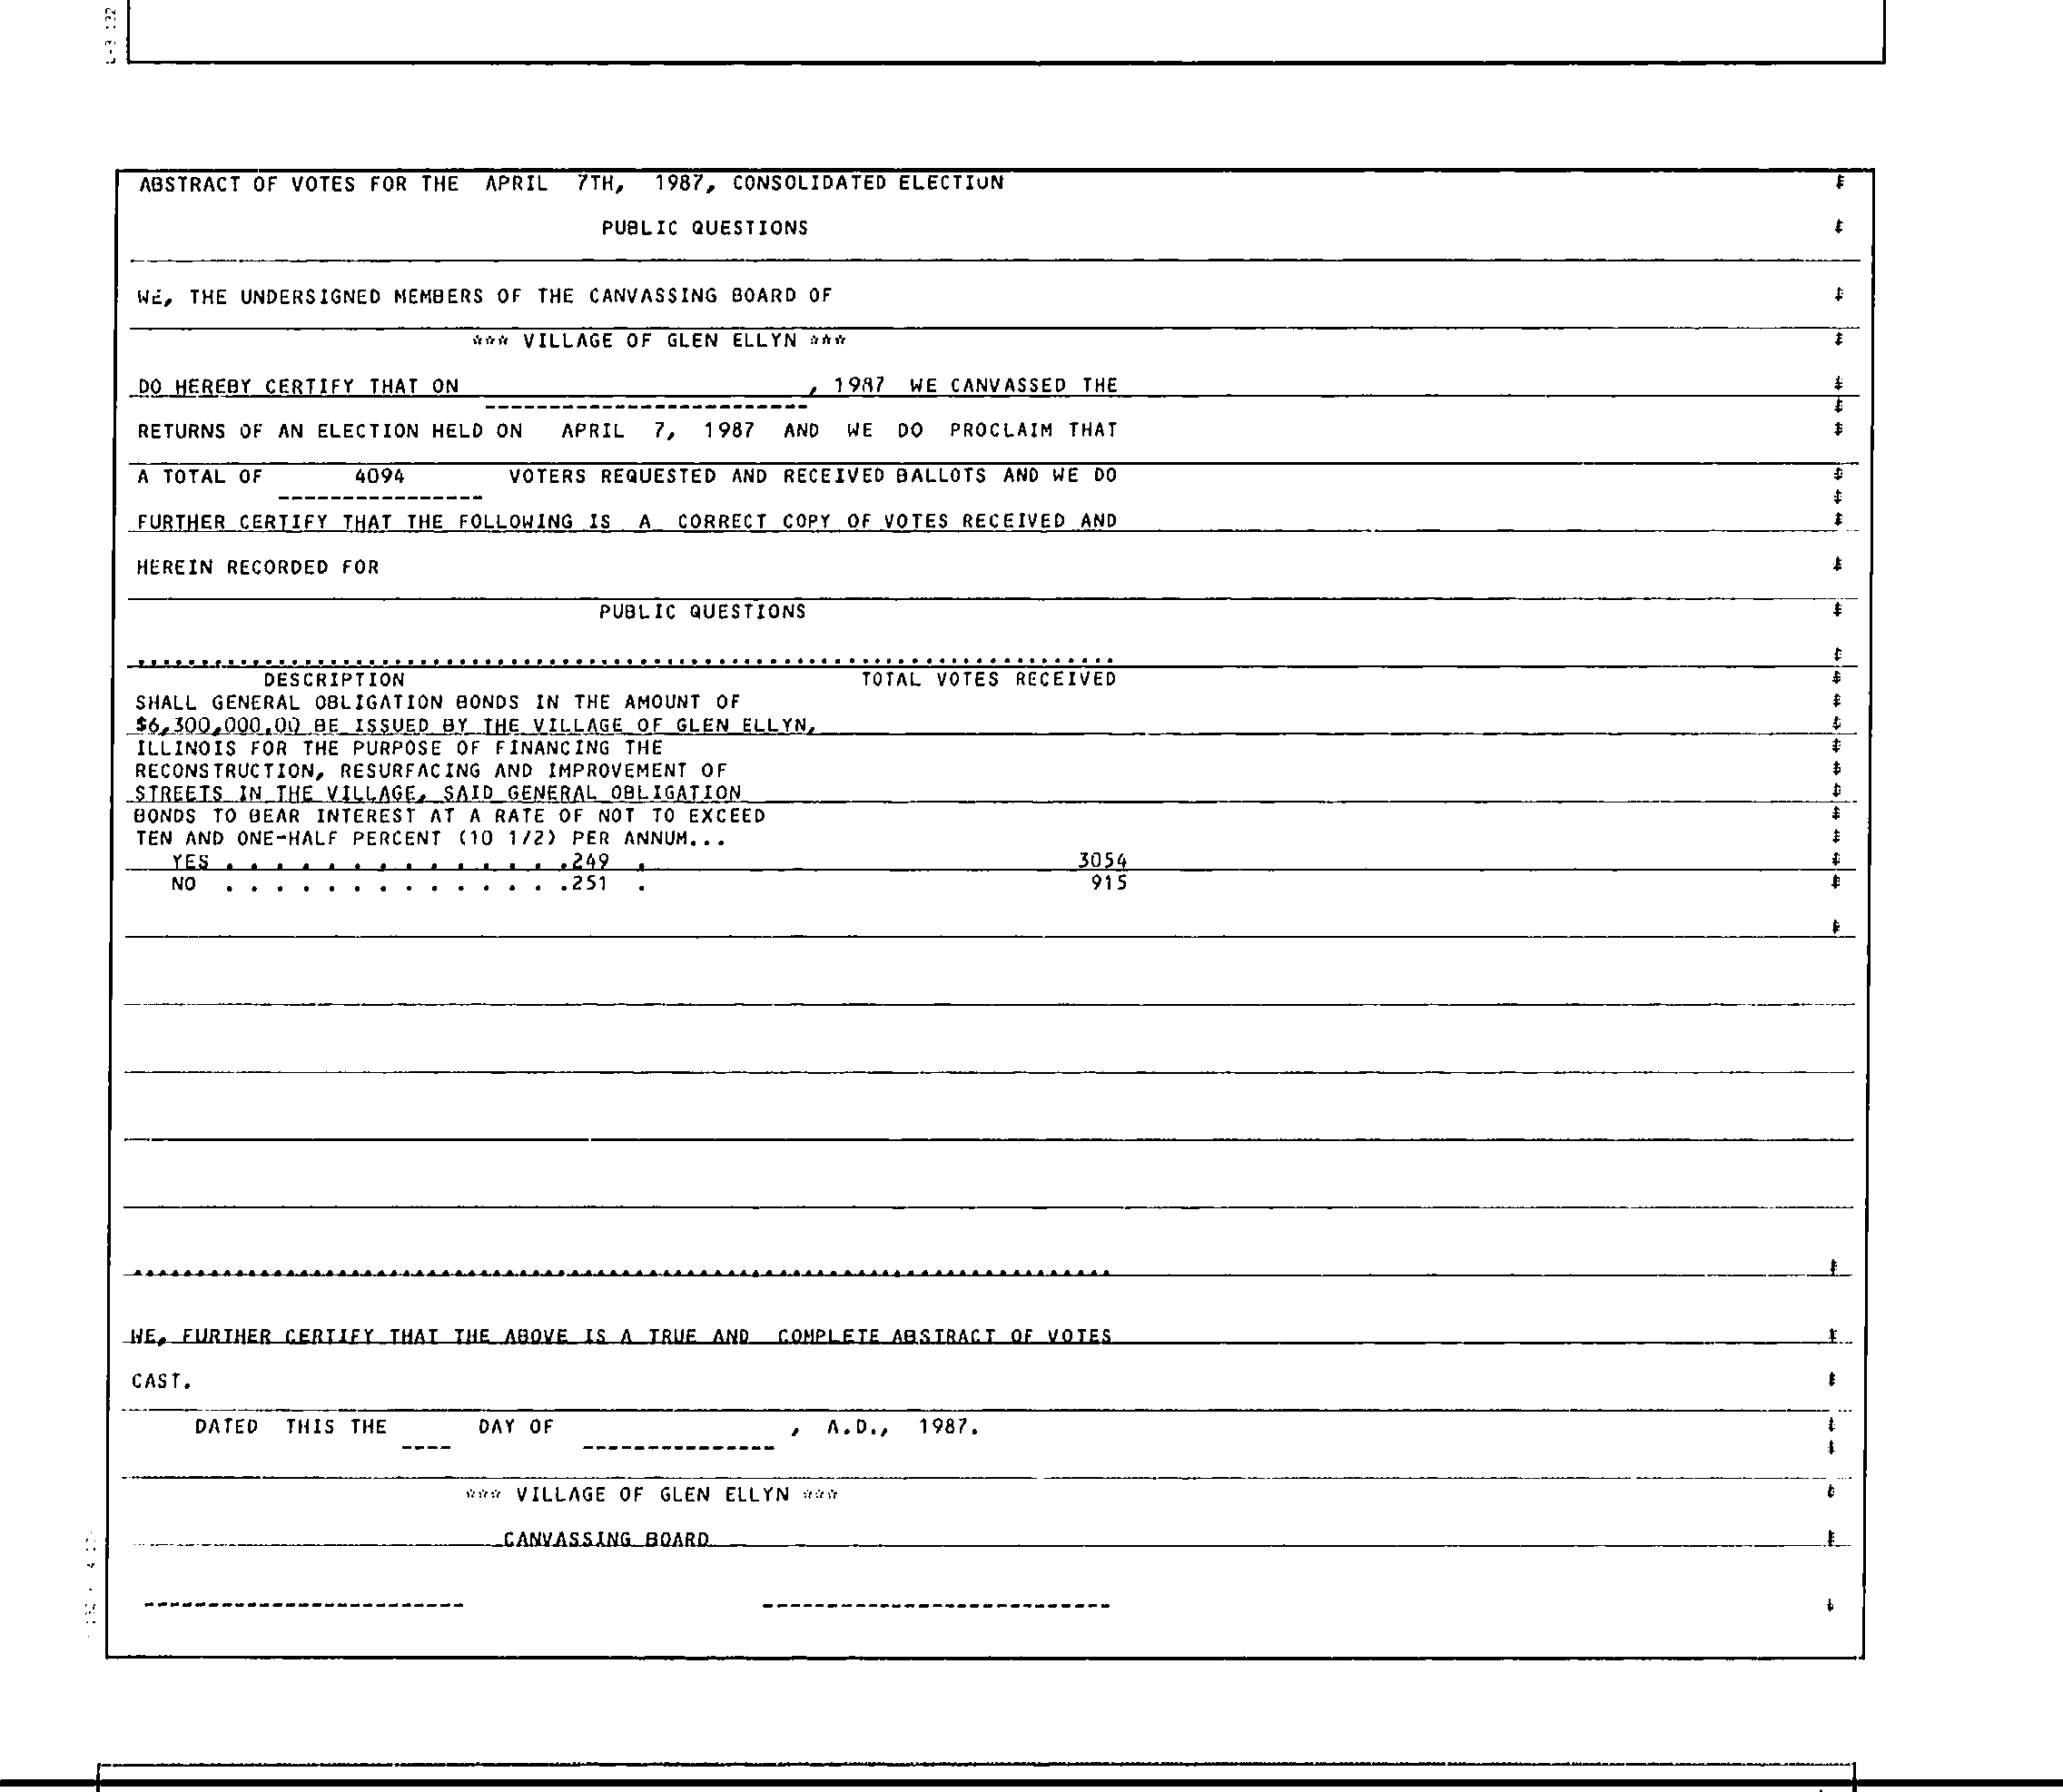 ABSTRACT OF VOTES FOR THE APRIL 7TH, 1987, CONSOLIDATED ELECTION
PUBLIC QUESTIONS
WE, THE UNDERSIGNED MEMBERS OF THE CANVASSING BOARD OF
*** VILLAGE OF GLEN ELLYN ***
DO HEREBY CERTIFY THAT ON , 1987 WE CANVASSED THE
------------------------
RETURNS OF AN ELECTION HELD ON APRIL 7, 1987 AND WE DO PROCLAIM THAT
A TOTAL OF 4094 VOTERS REQUESTED AND RECEIVED BALLOTS AND WE DO
----------------
FURTHER CERTIFY THAT THE FOLLOWING IS A CORRECT COPY OF VOTES RECEIVED AND
HEREIN RECORDED FOR
PUBLIC QUESTIONS
DESCRIPTION TOTAL VOTES RECEIVED
SHALL GENERAL OBLIGATION BONDS IN THE AMOUNT OF
$6,300,000.00 BE ISSUED BY THE VILLAGE OF GLEN ELLYN,
ILLINOIS FOR THE PURPOSE OF FINANCING THE
RECONSTRUCTION, RESURFACING AND IMPROVEMENT OF
STREETS IN THE VILLAGE, SAID GENERAL OBLIGATION
BONDS TO BEAR INTEREST AT A RATE OF NOT TO EXCEED
TEN AND ONE-HALF PERCENT (10 1/2) PER ANNUM...
YES . . . . . . . . . . . . . .249 . 3054
NO . . . . . . . . . . . . . .251 . 915
WE, FURTHER CERTIFY THAT THE ABOVE IS A TRUE AND COMPLETE ABSTRACT OF VOTES
CAST.
DATED THIS THE DAY OF , A.D., 1987.
---- ---------------
*** VILLAGE OF GLEN ELLYN ***
CANVASSING BOARD
------------------------- ---------------------------